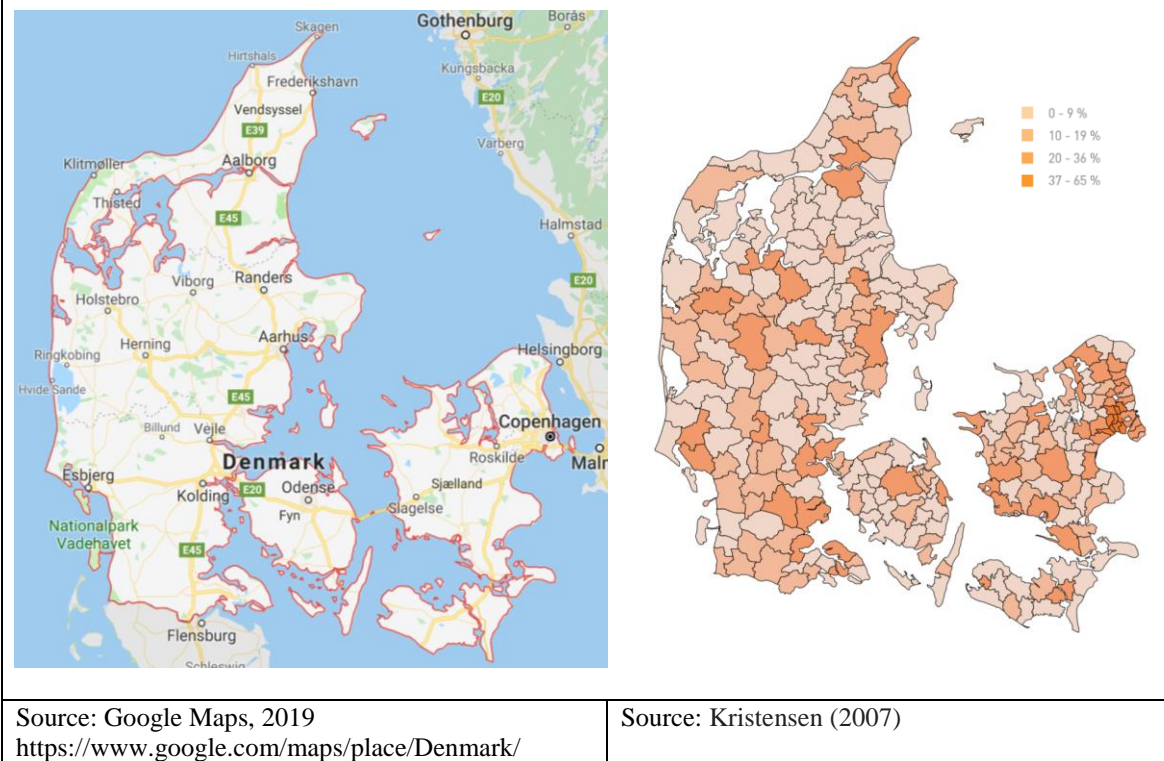 Skagen
Gothenburg
Borås
Hirtshals
Kungsbacka
Frederikshavn
E20
Vendsyssel
E39
Varberg
Klitmøller
Aalborg
Thisted
E45
Halmstad
Viborg
Randers
E20
Holstebro
Aarhus
Herning
Ringkobing
Helsingborg
Hvide Sande
E45
Billund
Vejle
Copenhagen
Roskilde
Denmark
Malr
Esbjerg
Kolding
E20
Odense
Sjælland
Fyn
Slagelse
Nationalpark
Vadehavet
E45
Flensburg
Schleswig
0 - 9 %
10 - 19 %
20 - 36 %
37 - 65 %
Source: Google Maps, 2019
https://www.google.com/maps/place/Denmark/
Source: Kristensen (2007)